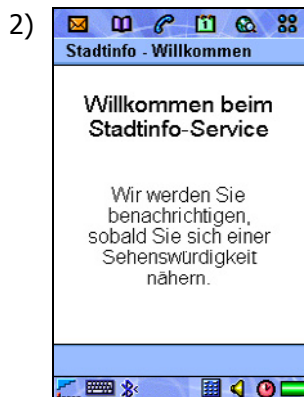 2)
Stadtinfo - Willkommen
Willkommen beim
Stadtinfo-Service
Wir werden Sie
benachrichtigen,
sobald Sie sich einer
Sehenswürdigkeit
nähern.